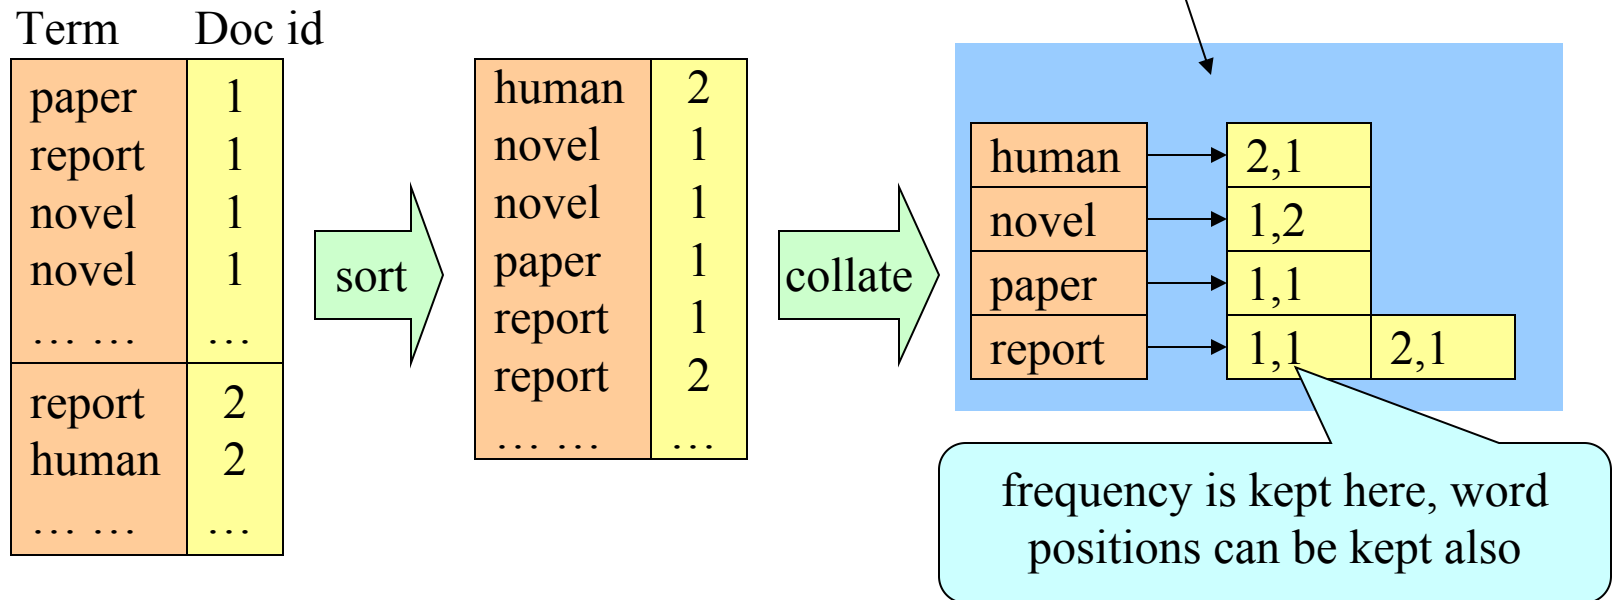 Term Doc id
paper 1
report 1
novel 1
novel 1
… … …
report 2
human 2
… … …
sort
human 2
novel 1
novel 1
paper 1
report 1
report 2
… … …
collate
human 2,1
novel 1,2
paper 1,1
report 1,1 2,1
frequency is kept here, word
positions can be kept also